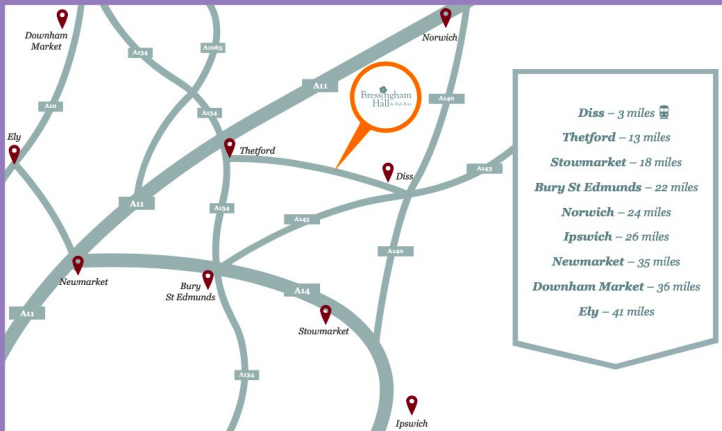 Downham
Market
A134
A1065
Norwich
A11
Bressingham
Hall
A10
A134
A140
Ely
Thetford
Diss
A143
A11
A134
A143
A140
Newmarket
Bury
St Edmunds
A14
A11
Stowmarket
A134
Ipswich
Diss – 3 miles
Thetford – 13 miles
Stowmarket – 18 miles
Bury St Edmunds – 22 miles
Norwich – 24 miles
Ipswich – 26 miles
Newmarket – 35 miles
Downham Market – 36 miles
Ely – 41 miles